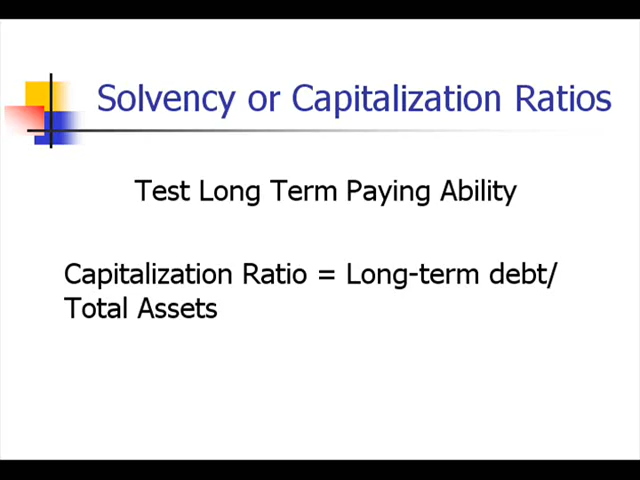 Solvency or Capitalization Ratios
Test Long Term Paying Ability
Capitalization Ratio = Long-term debt/
Total Assets